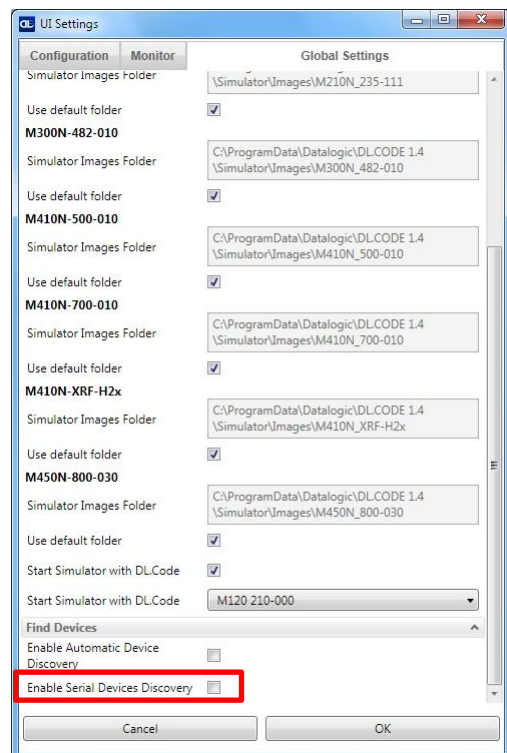 DL UI Settings
Configuration Monitor Global Settings
Simulator Images Folder
\Simulator\Images\M210N_235-111
Use default folder
M300N-482-010
Simulator Images Folder
C:\ProgramData\Datalogic\DL.CODE 1.4
\Simulator\Images\M300N_482-010
Use default folder
M410N-500-010
Simulator Images Folder
C:\ProgramData\Datalogic\DL.CODE 1.4
\Simulator\Images\M410N_500-010
Use default folder
M410N-700-010
Simulator Images Folder
C:\ProgramData\Datalogic\DL.CODE 1.4
\Simulator\Images\M410N_700-010
Use default folder
M410N-XRF-H2x
Simulator Images Folder
C:\ProgramData\Datalogic\DL.CODE 1.4
\Simulator\Images\M410N_XRF-H2x
Use default folder
M450N-800-030
Simulator Images Folder
C:\ProgramData\Datalogic\DL.CODE 1.4
\Simulator\Images\M450N_800-030
Use default folder
Start Simulator with DL.Code
Start Simulator with DL.Code M120 210-000
Find Devices
Enable Automatic Device
Discovery
Enable Serial Devices Discovery
Cancel OK